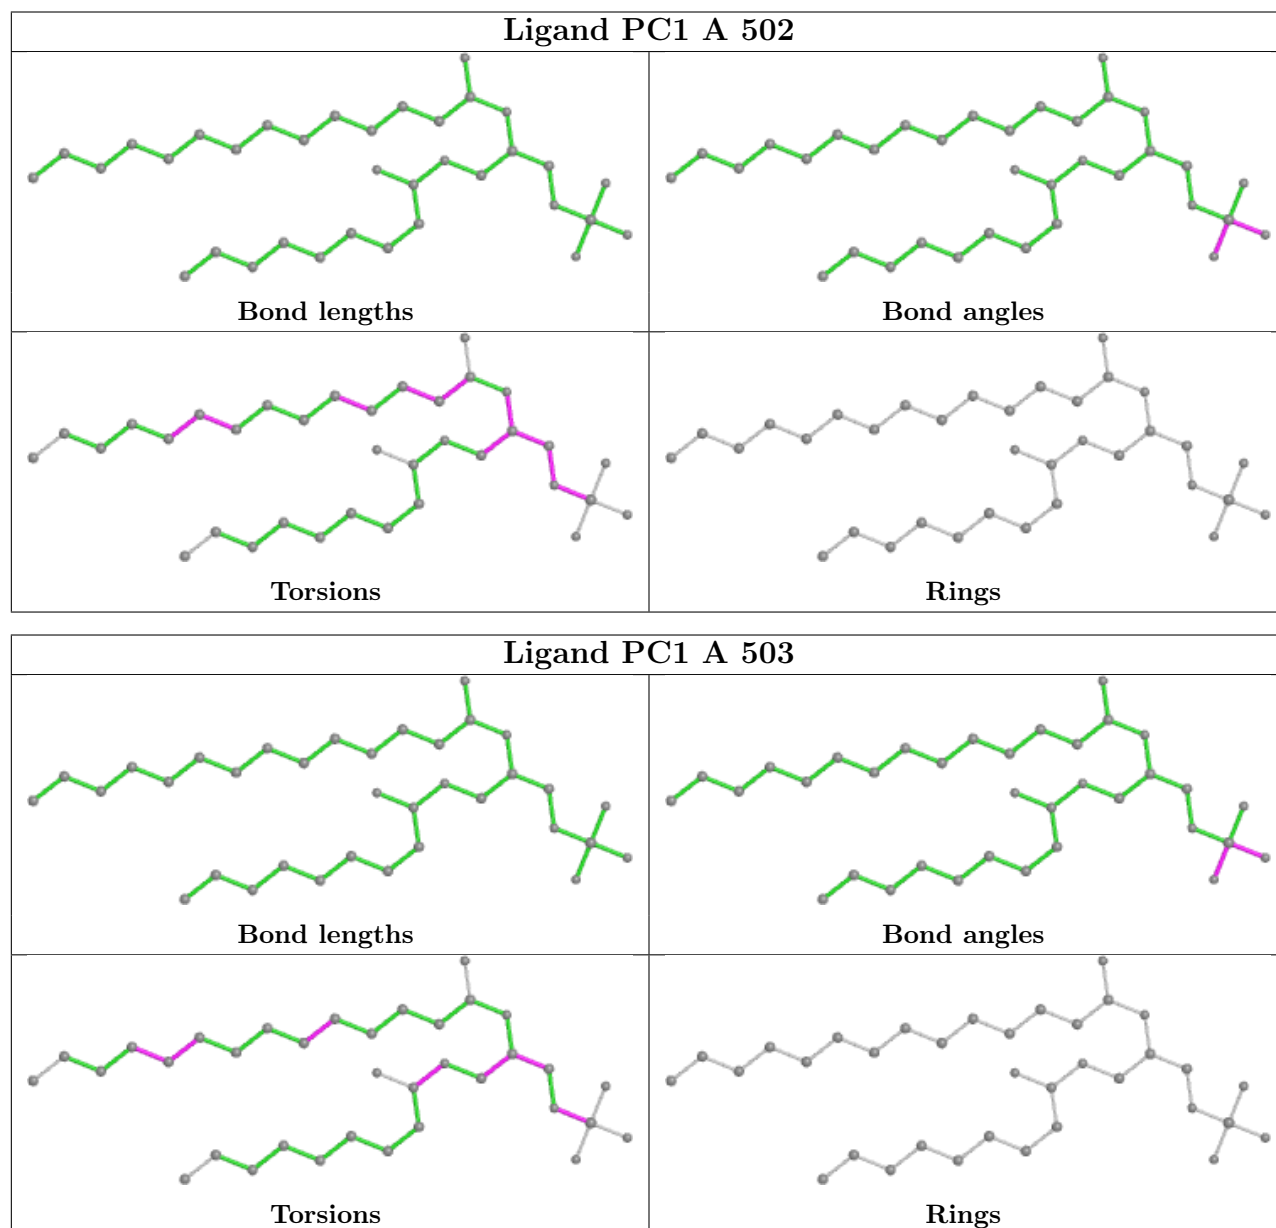 Ligand PC1 A 502
Bond lengths
Bond angles
Torsions
Rings
Ligand PC1 A 503
Bond lengths
Bond angles
Torsions
Rings